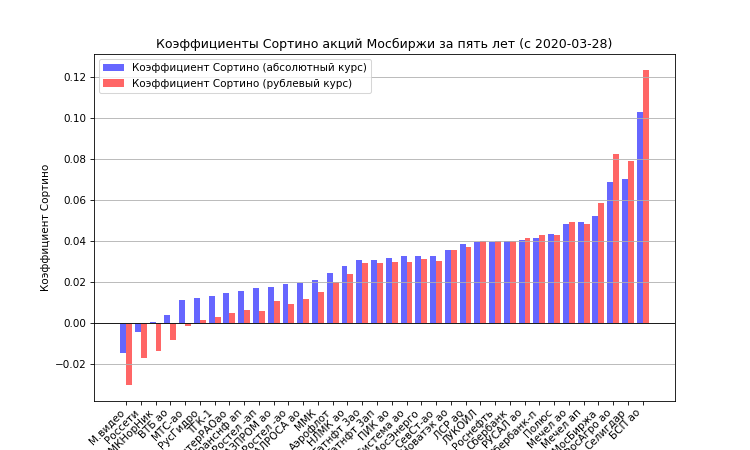 Коэффициенты Сортино акций Мосбиржи за пять лет (с 2020-03-28)
Коэффициент Сортино (абсолютный курс)
Коэффициент Сортино (рублевый курс)
Коэффициент Сортино
0.12
0.10
0.08
0.06
0.04
0.02
0.00
−0.02
М.видео
Россети
ВТБ ао
МТС-ао
РусГидро
ММК
Аэрофлот
НЛМК ао
ПИК ао
СевСт-ао
ЛСР ао
ЛУКОЙЛ
Роснефть
Сбербанк
РУСАЛ ао
Полюс
Мечел ао
Мечел ап
МосБиржа
Селигдар
БСП ао